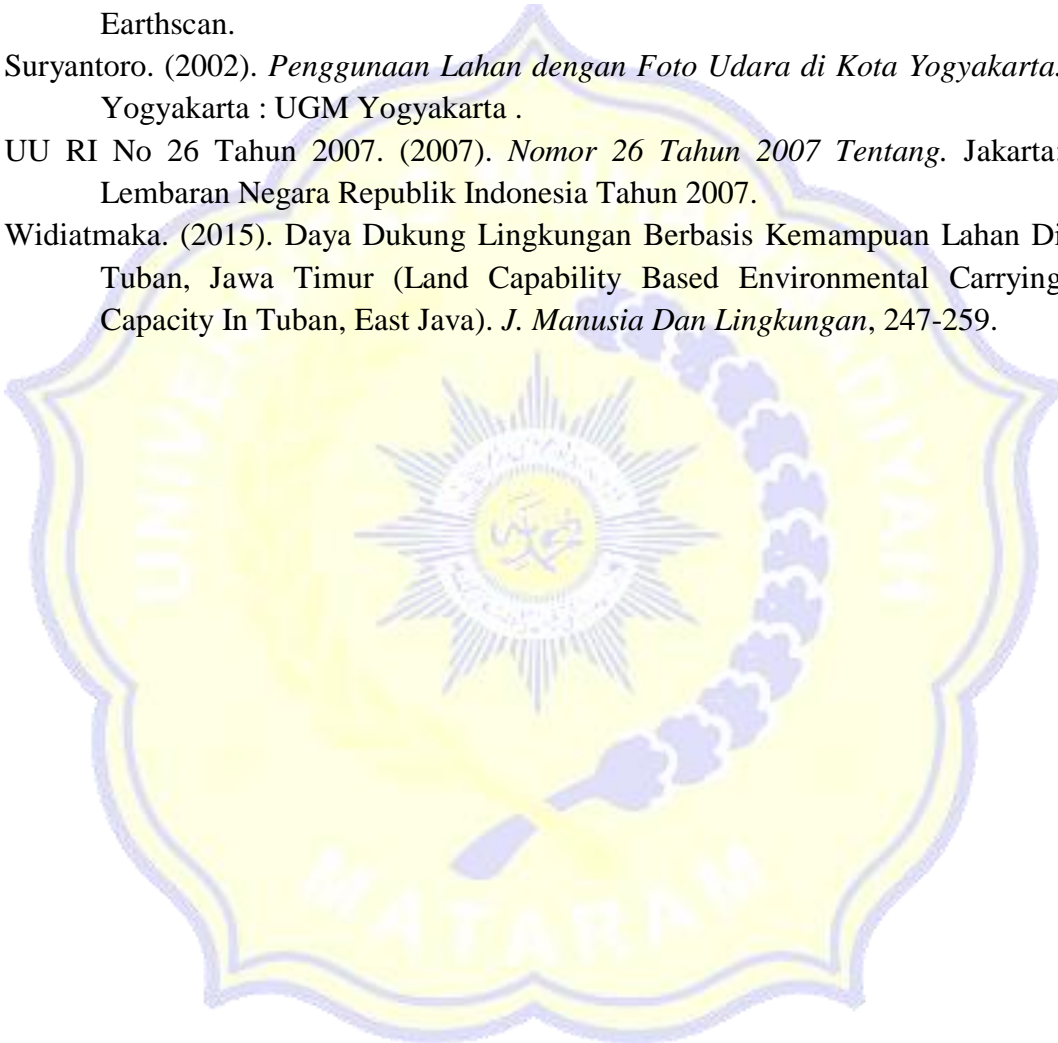 Earthscan.
Suryantoro. (2002). Penggunaan Lahan dengan Foto Udara di Kota Yogyakarta.
Yogyakarta : UGM Yogyakarta .
UU RI No 26 Tahun 2007. (2007). Nomor 26 Tahun 2007 Tentang. Jakarta:
Lembaran Negara Republik Indonesia Tahun 2007.
Widiatmaka. (2015). Daya Dukung Lingkungan Berbasis Kemampuan Lahan Di
Tuban, Jawa Timur (Land Capability Based Environmental Carrying
Capacity In Tuban, East Java). J. Manusia Dan Lingkungan, 247-259.
MATARAM